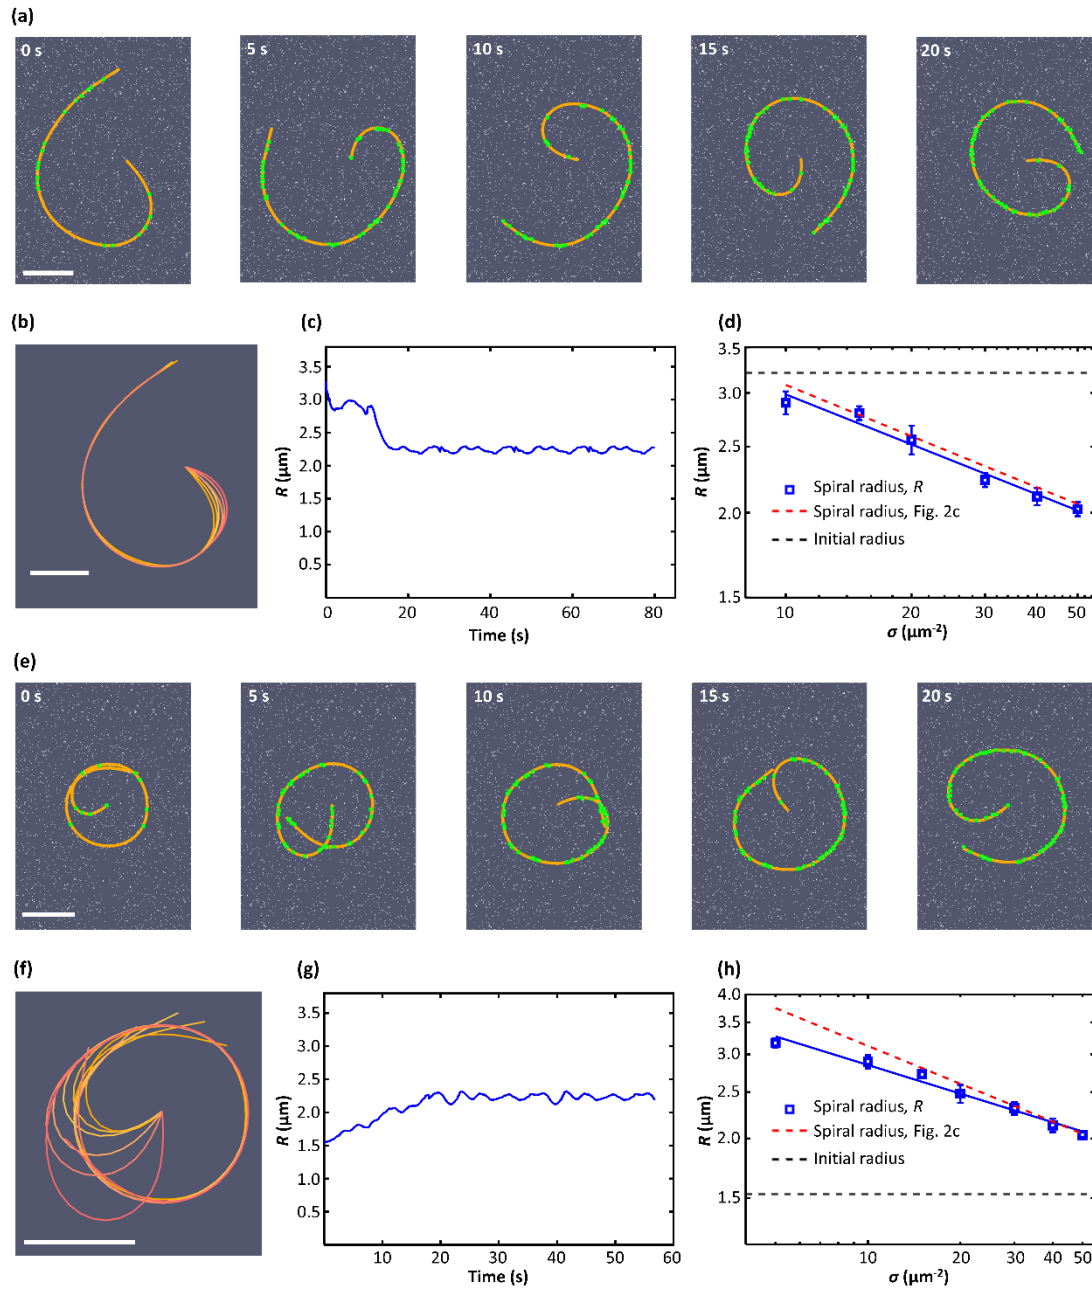 (a)
0 s
5 s
10 s
15 s
20 s
(b)
(c)
(d)
3.5
3.0
2.5
2.0
1.5
1.0
0.5
R (μm)
0
20
40
60
80
Time (s)
3.5
3.0
2.5
2.0
1.5
R (μm)
Spiral radius, R
Spiral radius, Fig. 2c
Initial radius
10
20
30
40
50
σ (μm⁻²)
(e)
0 s
5 s
10 s
15 s
20 s
(f)
(g)
(h)
3.5
3.0
2.5
2.0
1.5
1.0
0.5
R (μm)
0
10
20
30
40
50
60
Time (s)
4.0
3.5
3.0
2.5
2.0
1.5
R (μm)
Spiral radius, R
Spiral radius, Fig. 2c
Initial radius
10
20
30
40
50
σ (μm⁻²)